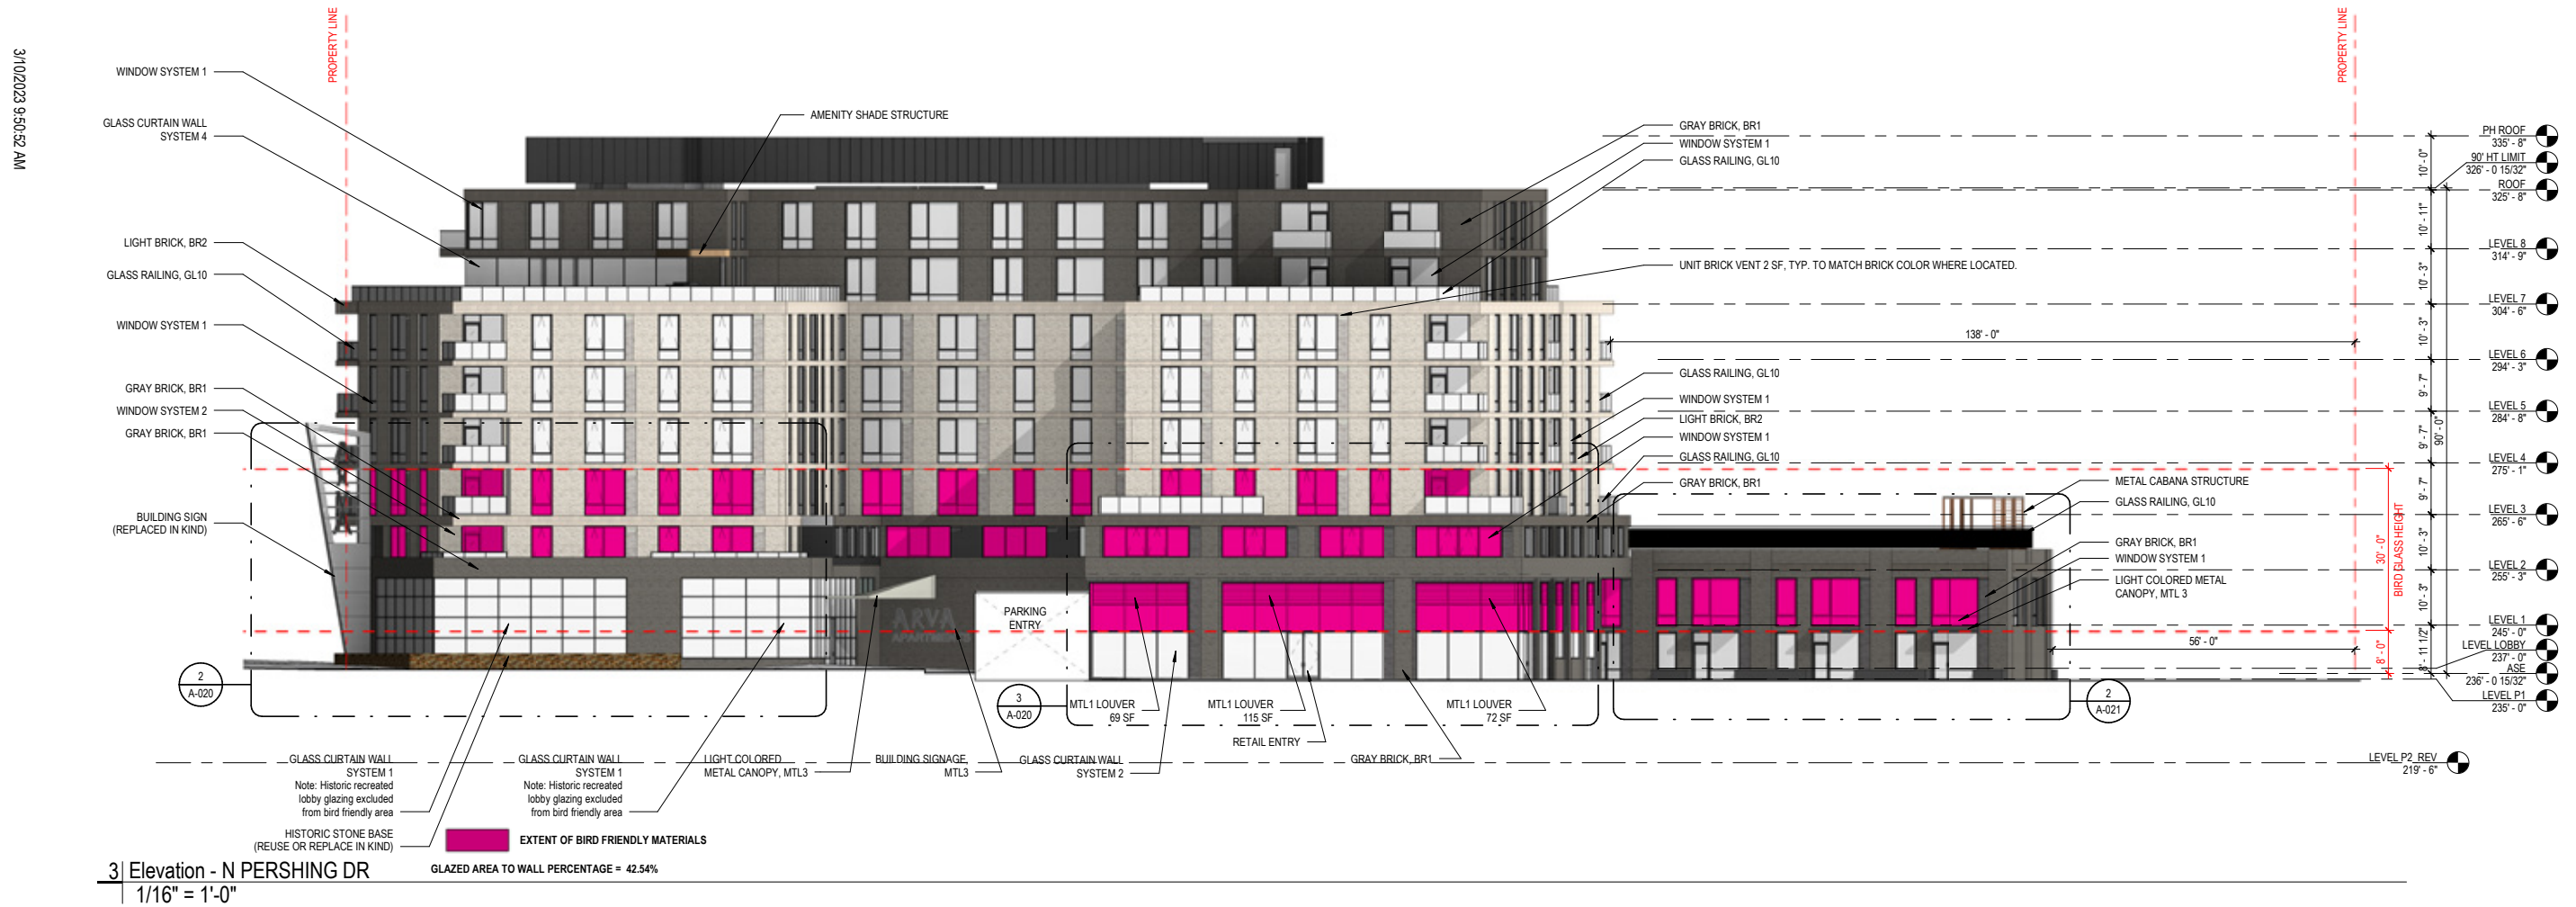 3/10/2023 9:50:52 AM
PROPERTY LINE
PROPERTY LINE
WINDOW SYSTEM 1
GLASS CURTAIN WALL
SYSTEM 4
LIGHT BRICK, BR2
GLASS RAILING, GL10
WINDOW SYSTEM 1
GRAY BRICK, BR1
WINDOW SYSTEM 2
GRAY BRICK, BR1
BUILDING SIGN
(REPLACED IN KIND)
AMENITY SHADE STRUCTURE
GRAY BRICK, BR1
WINDOW SYSTEM 1
GLASS RAILING, GL10
UNIT BRICK VENT 2 SF, TYP. TO MATCH BRICK COLOR WHERE LOCATED.
138' - 0"
GLASS RAILING, GL10
WINDOW SYSTEM 1
LIGHT BRICK, BR2
WINDOW SYSTEM 1
GLASS RAILING, GL10
GRAY BRICK, BR1
METAL CABANA STRUCTURE
GLASS RAILING, GL10
GRAY BRICK, BR1
WINDOW SYSTEM 1
LIGHT COLORED METAL
CANOPY, MTL 3
56' - 0"
PH ROOF
335' - 8"
90' HT LIMIT
326' - 0 15/32"
ROOF
325' - 8"
LEVEL 8
314' - 9"
LEVEL 7
304' - 6"
LEVEL 6
294' - 3"
LEVEL 5
284' - 8"
LEVEL 4
275' - 1"
LEVEL 3
265' - 6"
LEVEL 2
255' - 3"
LEVEL 1
245' - 0"
LEVEL LOBBY
237' - 0"
ASE
236' - 0 15/32"
LEVEL P1
235' - 0"
LEVEL P2_REV
219' - 6"
10' - 0"
10' - 11"
10' - 3"
10' - 3"
9' - 7"
9' - 7"
9' - 7"
10' - 3"
10' - 3"
8' - 11 1/2"
90' - 0"
30' - 0"
BIRD GLASS HEIGHT
8' - 0"
ARVA
APARTMENTS
PARKING
ENTRY
2
A-020
3
A-020
2
A-021
MTL1 LOUVER
69 SF
MTL1 LOUVER
115 SF
MTL1 LOUVER
72 SF
RETAIL ENTRY
GLASS CURTAIN WALL
SYSTEM 1
Note: Historic recreated
lobby glazing excluded
from bird friendly area
GLASS CURTAIN WALL
SYSTEM 1
Note: Historic recreated
lobby glazing excluded
from bird friendly area
LIGHT COLORED
METAL CANOPY, MTL3
BUILDING SIGNAGE,
MTL3
GLASS CURTAIN WALL
SYSTEM 2
GRAY BRICK, BR1
HISTORIC STONE BASE
(REUSE OR REPLACE IN KIND)
EXTENT OF BIRD FRIENDLY MATERIALS
GLAZED AREA TO WALL PERCENTAGE = 42.54%
3 Elevation - N PERSHING DR
1/16" = 1'-0"